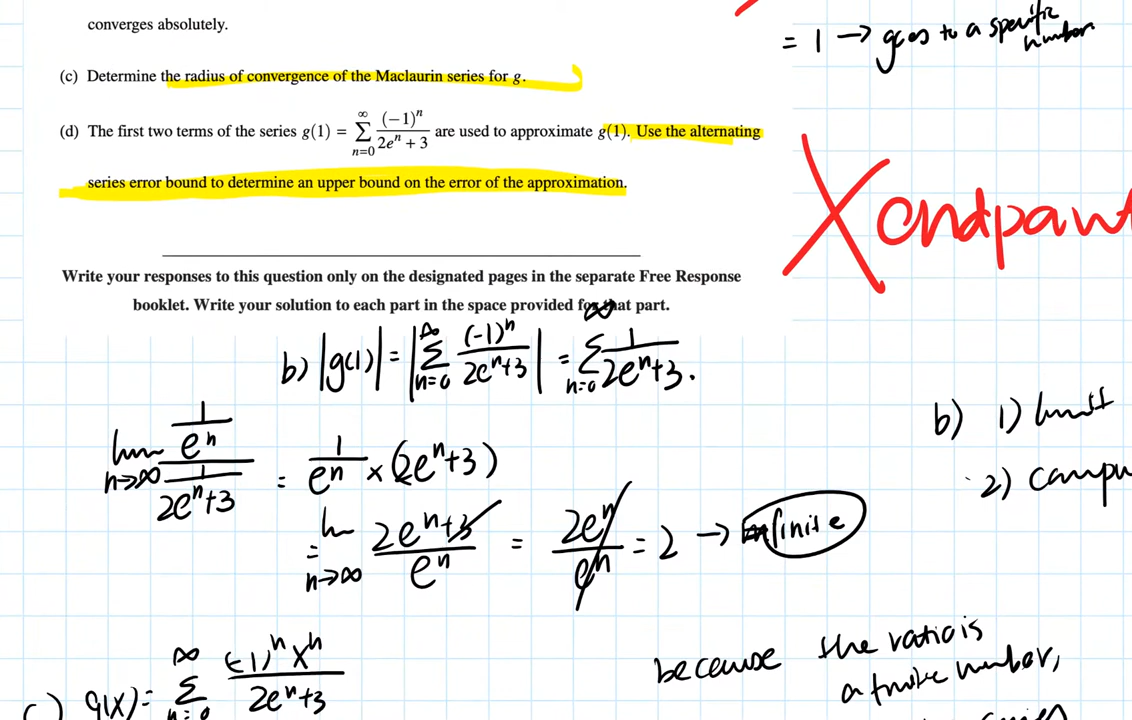 converges absolutely.
= 1 → goes to a specific
number.
(c) Determine the radius of convergence of the Maclaurin series for g.
(d) The first two terms of the series g(1) = ∑_{n=0}^{∞} (-1)^n / (2e^n + 3) are used to approximate g(1). Use the alternating
series error bound to determine an upper bound on the error of the approximation.
X
Write your responses to this question only on the designated pages in the separate Free Response
booklet. Write your solution to each part in the space provided for that part.
b) |g(1)| = |∑_{n=0}^{∞} (-1)^n / (2e^n+3)| = ∑_{n=0}^{∞} 1 / (2e^n+3).
lim_{n→∞} (1/e^n) / (1/(2e^n+3)) = 1/e^n × (2e^n+3)
= lim_{n→∞} (2e^n+3)/e^n = 2e^n/e^n = 2 → finite
b) 1) limit
2)
because the ratio is
a finite number,
c) g(x) = ∑_{n=0}^{∞} (-1)^n x^n / (2e^n+3)